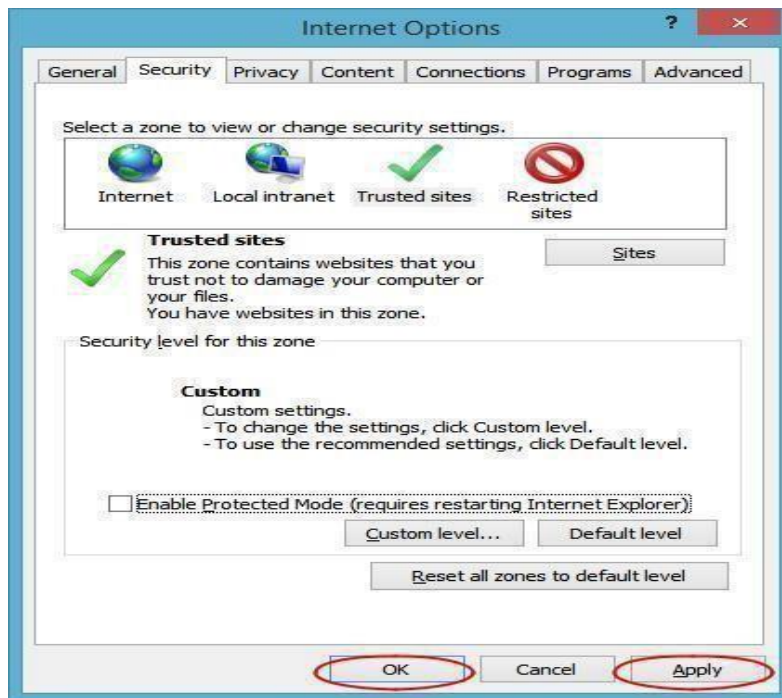 Internet Options
?
General Security Privacy Content Connections Programs Advanced
Select a zone to view or change security settings.
Internet Local intranet Trusted sites Restricted
sites
Trusted sites
Sites
This zone contains websites that you
trust not to damage your computer or
your files.
You have websites in this zone.
Security level for this zone
Custom
Custom settings.
- To change the settings, click Custom level.
- To use the recommended settings, click Default level.
Enable Protected Mode (requires restarting Internet Explorer)
Custom level... Default level
Reset all zones to default level
OK Cancel Apply